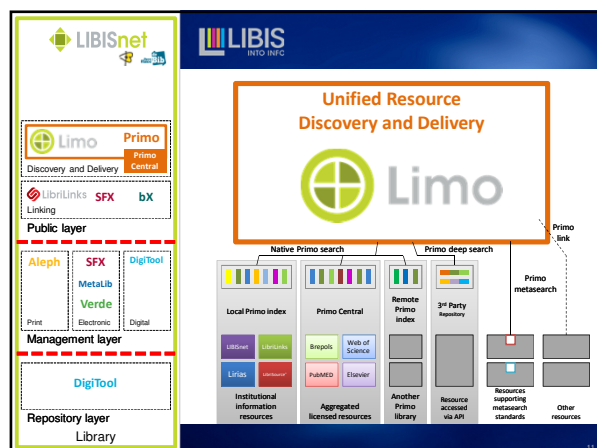 LIBISnet
Limo
Primo
Primo
Central
Discovery and Delivery
LibriLinks SFX bX
Linking
Public layer
Aleph
Print
SFX
MetaLib
Verde
Electronic
DigiTool
Digital
Management layer
DigiTool
Repository layer
Library
LIBIS
INTO INFO
Unified Resource
Discovery and Delivery
Limo
Native Primo search
Primo deep search
Primo
link
Primo
metasearch
Local Primo index
LIBISnet
LibriLinks
Lirias
Institutional
information
resources
Primo Central
Brepols
Web of
Science
PubMED
Elsevier
Aggregated
licensed resources
Remote
Primo
index
Another
Primo
library
3rd Party
Repository
Resource
accessed
via API
Resources
supporting
metasearch
standards
Other
resources
11